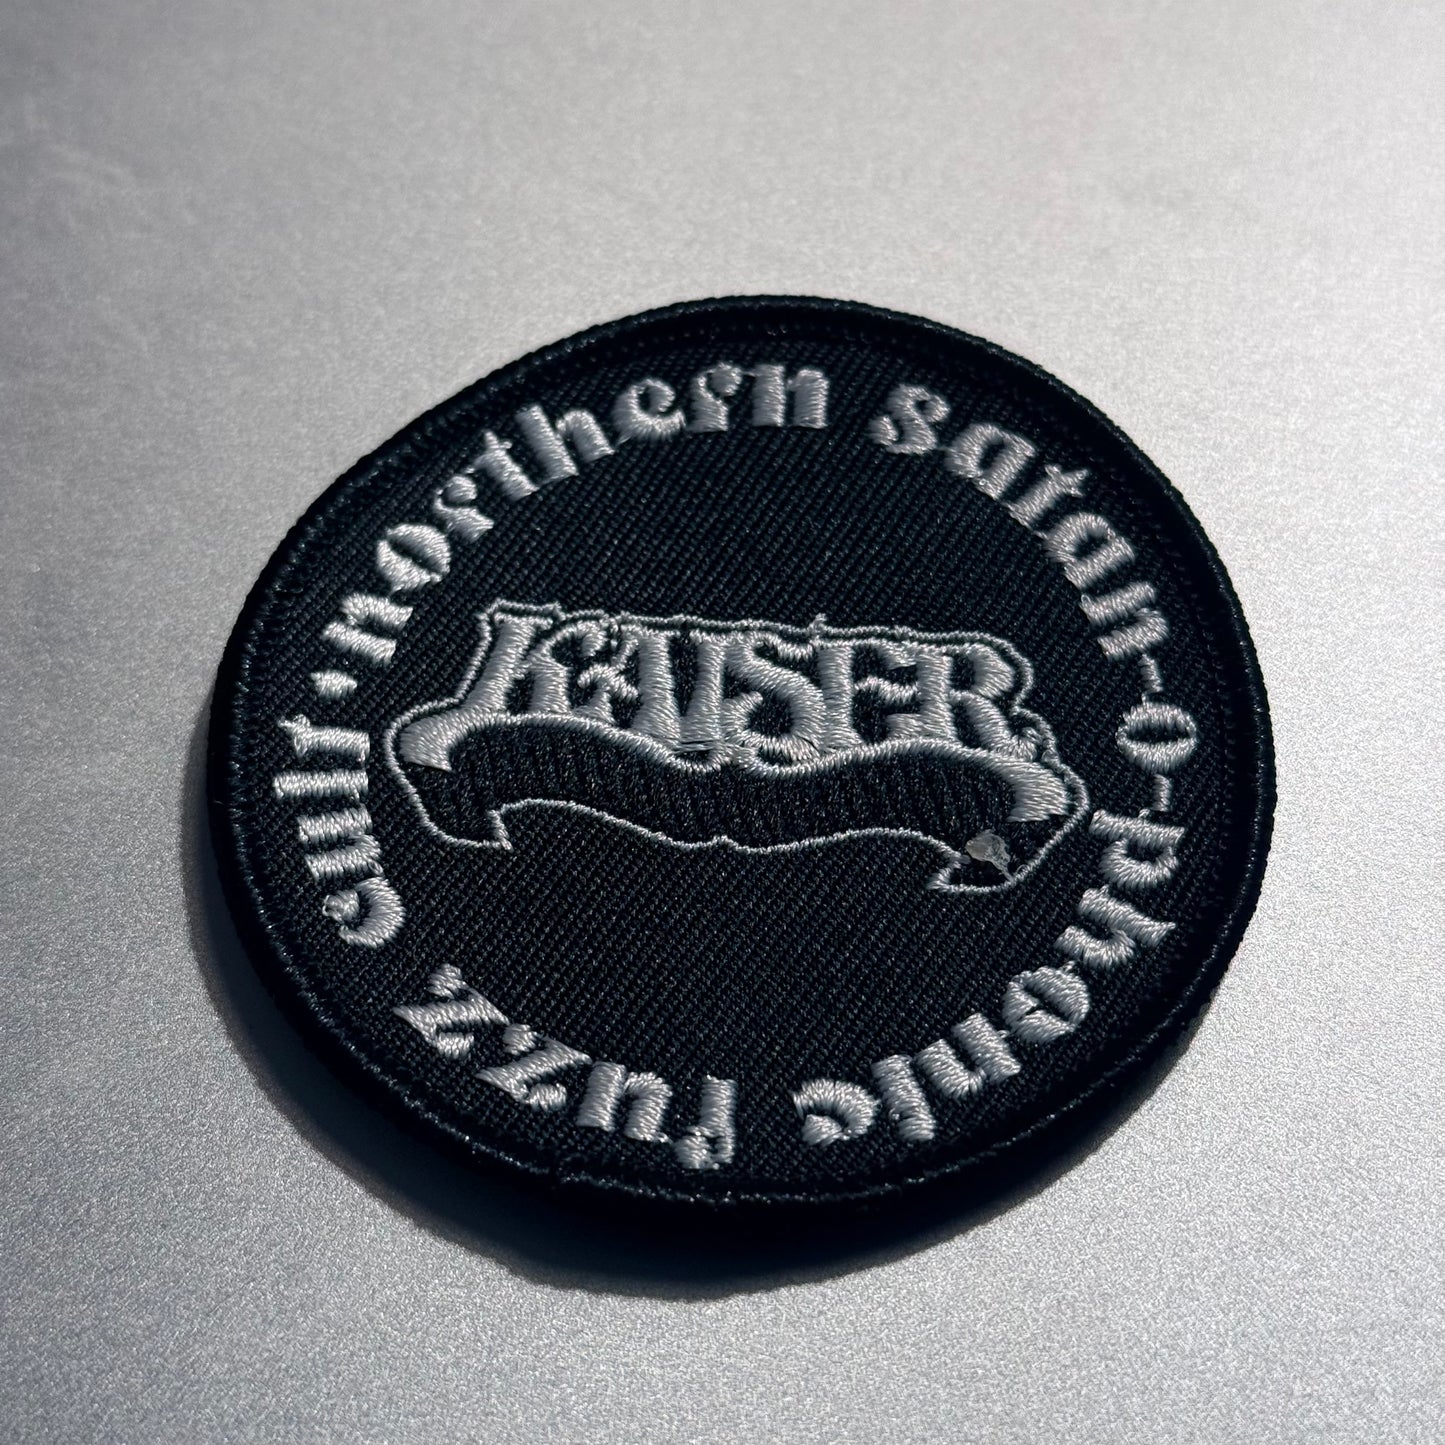 northern satan-o-phonic fuzz cult •
KAISER